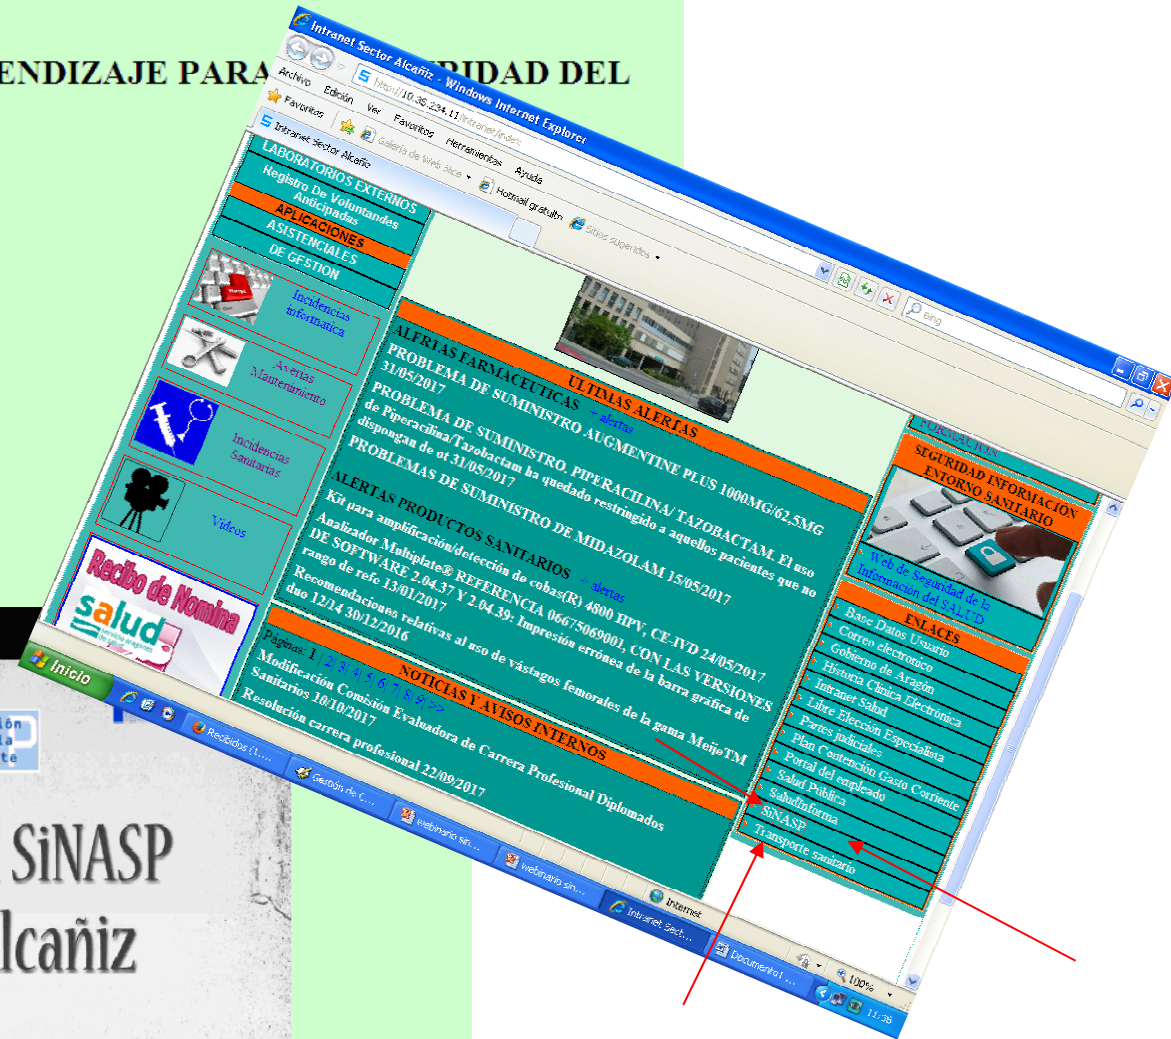 ENDIZAJE PARA
RIDAD DEL
Intranet Sector Alcañiz - Windows Internet Explorer
http://10.35.234.11/intranet/index
Bing
Archivo Edición Ver Favoritos Herramientas Ayuda
Favoritos Galería de Web Slice Hotmail gratuito Sitios sugeridos
Intranet Sector Alcañiz
LABORATORIOS EXTERNOS
Registro De Voluntandes
Anticipadas
APLICACIONES
ASISTENCIALES
DE GESTIÓN
Incidencias
informatica
Averías
Mantenimiento
Incidencias
Sanitarias
Videos
Recibo de Nomina
salud
ÚLTIMAS ALERTAS
ALERTAS FARMACEUTICAS + alertas
PROBLEMA DE SUMINISTRO AUGMENTINE PLUS 1000MG/62,5MG
31/05/2017
PROBLEMA DE SUMINISTRO. PIPERACILINA/ TAZOBACTAM. El uso
de Piperacilina/Tazobactam ha quedado restringido a aquellos pacientes que no
dispongan de ot 31/05/2017
PROBLEMAS DE SUMINISTRO DE MIDAZOLAM 15/05/2017
ALERTAS PRODUCTOS SANITARIOS + alertas
Kit para amplificación/detección de cobas(R) 4800 HPV, CE-IVD 24/05/2017
Analizador Multiplate® REFERENCIA 06675069001, CON LAS VERSIONES
DE SOFTWARE 2.04.37 Y 2.04.39: Impresión errónea de la barra gráfica de
rango de refe 13/01/2017
Recomendaciones relativas al uso de vástagos femorales de la gama MeijeTM
duo 12/14 30/12/2016
Páginas: 1 | 2| 3| 4| 5| 6| 7| 8| 9| >>
NOTICIAS Y AVISOS INTERNOS
Modificación Comisión Evaluadora de Carrera Profesional Diplomados
Sanitarios 10/10/2017
Resolución carrera profesional 22/09/2017
FORMACION
SEGURIDAD INFORMACIÓN
ENTORNO SANITARIO
Web de Seguridad de la
Información del SALUD
ENLACES
Base Datos Usuario
Correo electronico
Gobierno de Aragón
Historia Clínica Electrónica
Intranet Salud
Libre Elección Especialista
Partes judiciales
Plan Contención Gasto Corriente
Portal del empleado
Salud Pública
SaludInforma
SiNASP
Transporte sanitario
Internet
100%
Inicio
Recibidos (1...
Gestión de C...
webinario sin...
webinario sin...
Intranet Sect...
Documento1 ...
11:36
ión
la
te
SiNASP
lcañiz